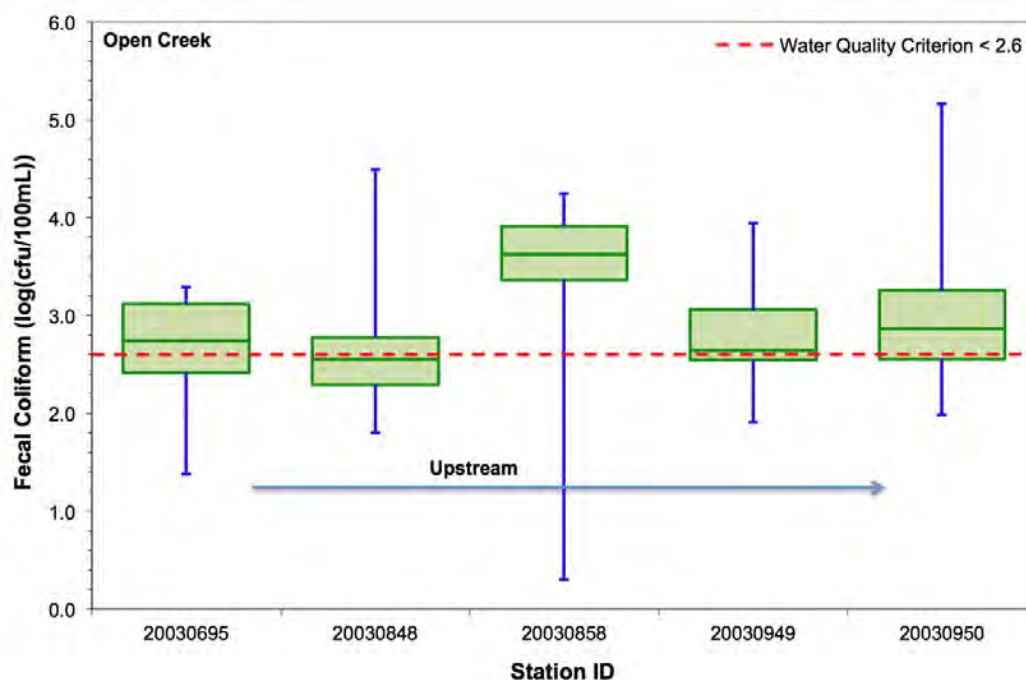 Open Creek
Water Quality Criterion < 2.6
Fecal Coliform (log(cfu/100mL))
6.0
5.0
4.0
3.0
2.0
1.0
0.0
Upstream
20030695 20030848 20030858 20030949 20030950
Station ID